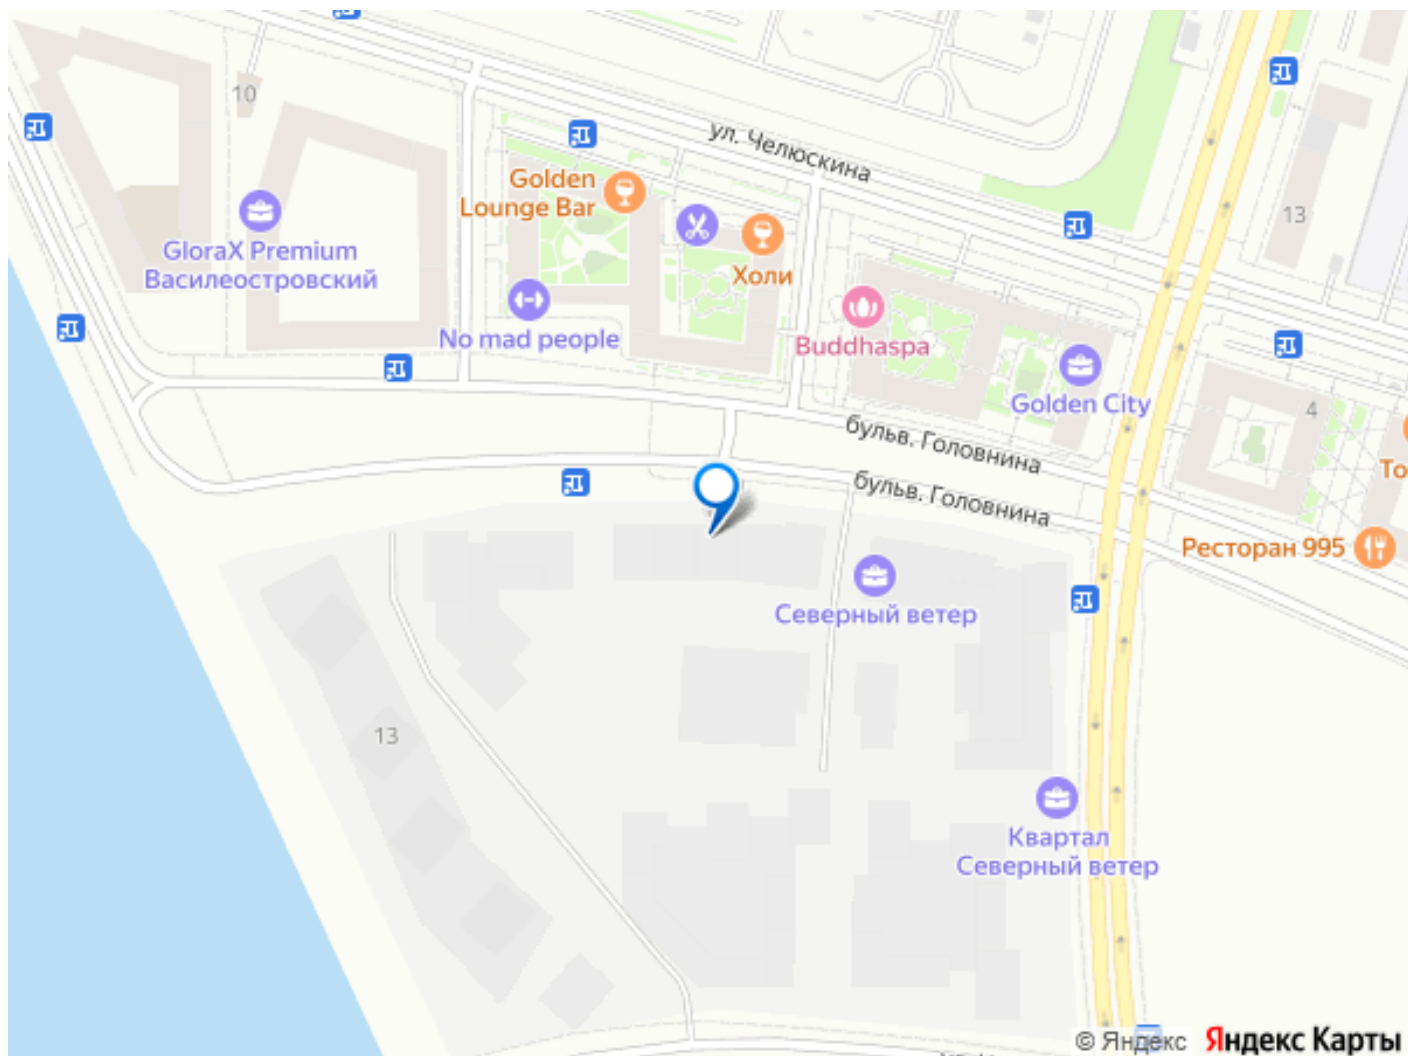 10
ул. Челюскина
Golden
Lounge Bar
13
GloraX Premium
Василеостровский
Холи
No mad people
Buddhaspa
Golden City
4
бульв. Головнина
То
бульв. Головнина
Ресторан 995
Северный ветер
13
Квартал
Северный ветер
© Яндекс Яндекс Карты